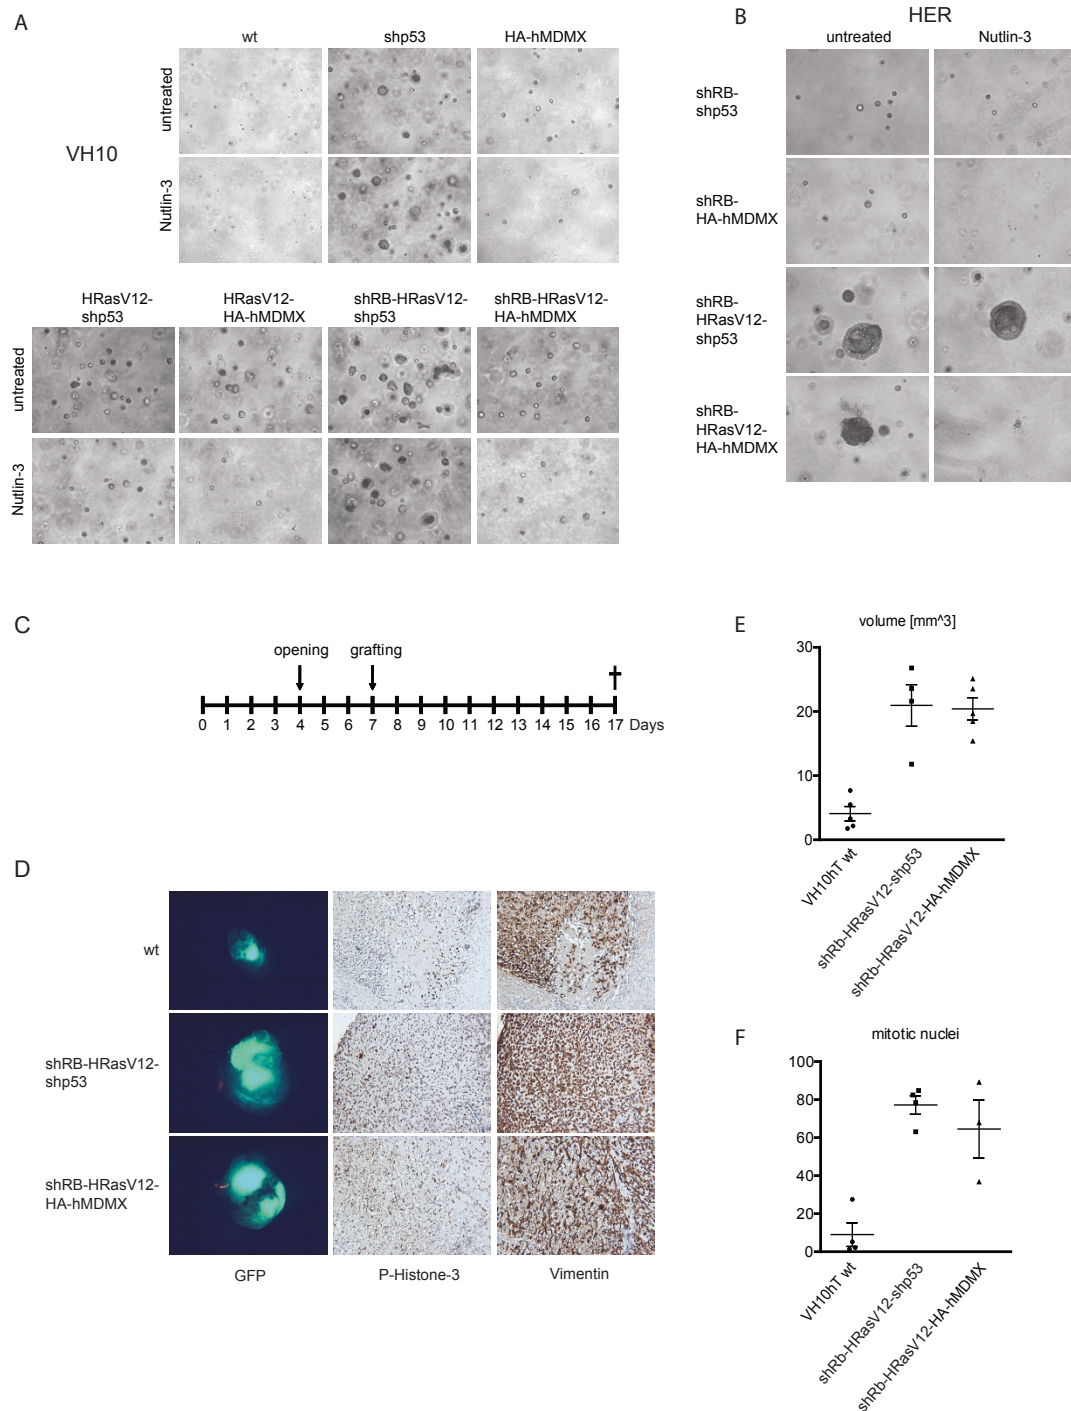 A
wt
shp53
HA-hMDMX
untreated
VH10
Nutlin-3
HRasV12-
shp53
HRasV12-
HA-hMDMX
shRB-HRasV12-
shp53
shRB-HRasV12-
HA-hMDMX
untreated
Nutlin-3
B
HER
untreated
Nutlin-3
shRB-
shp53
shRB-
HA-hMDMX
shRB-
HRasV12-
shp53
shRB-
HRasV12-
HA-hMDMX
C
opening
grafting
0 1 2 3 4 5 6 7 8 9 10 11 12 13 14 15 16 17 Days
D
wt
shRB-HRasV12-
shp53
shRB-HRasV12-
HA-hMDMX
GFP
P-Histone-3
Vimentin
E
volume [mm^3]
30
20
10
0
VH10hT wt
shRb-HRasV12-shp53
shRb-HRasV12-HA-hMDMX
F
mitotic nuclei
100
80
60
40
20
0
VH10hT wt
shRb-HRasV12-shp53
shRb-HRasV12-HA-hMDMX